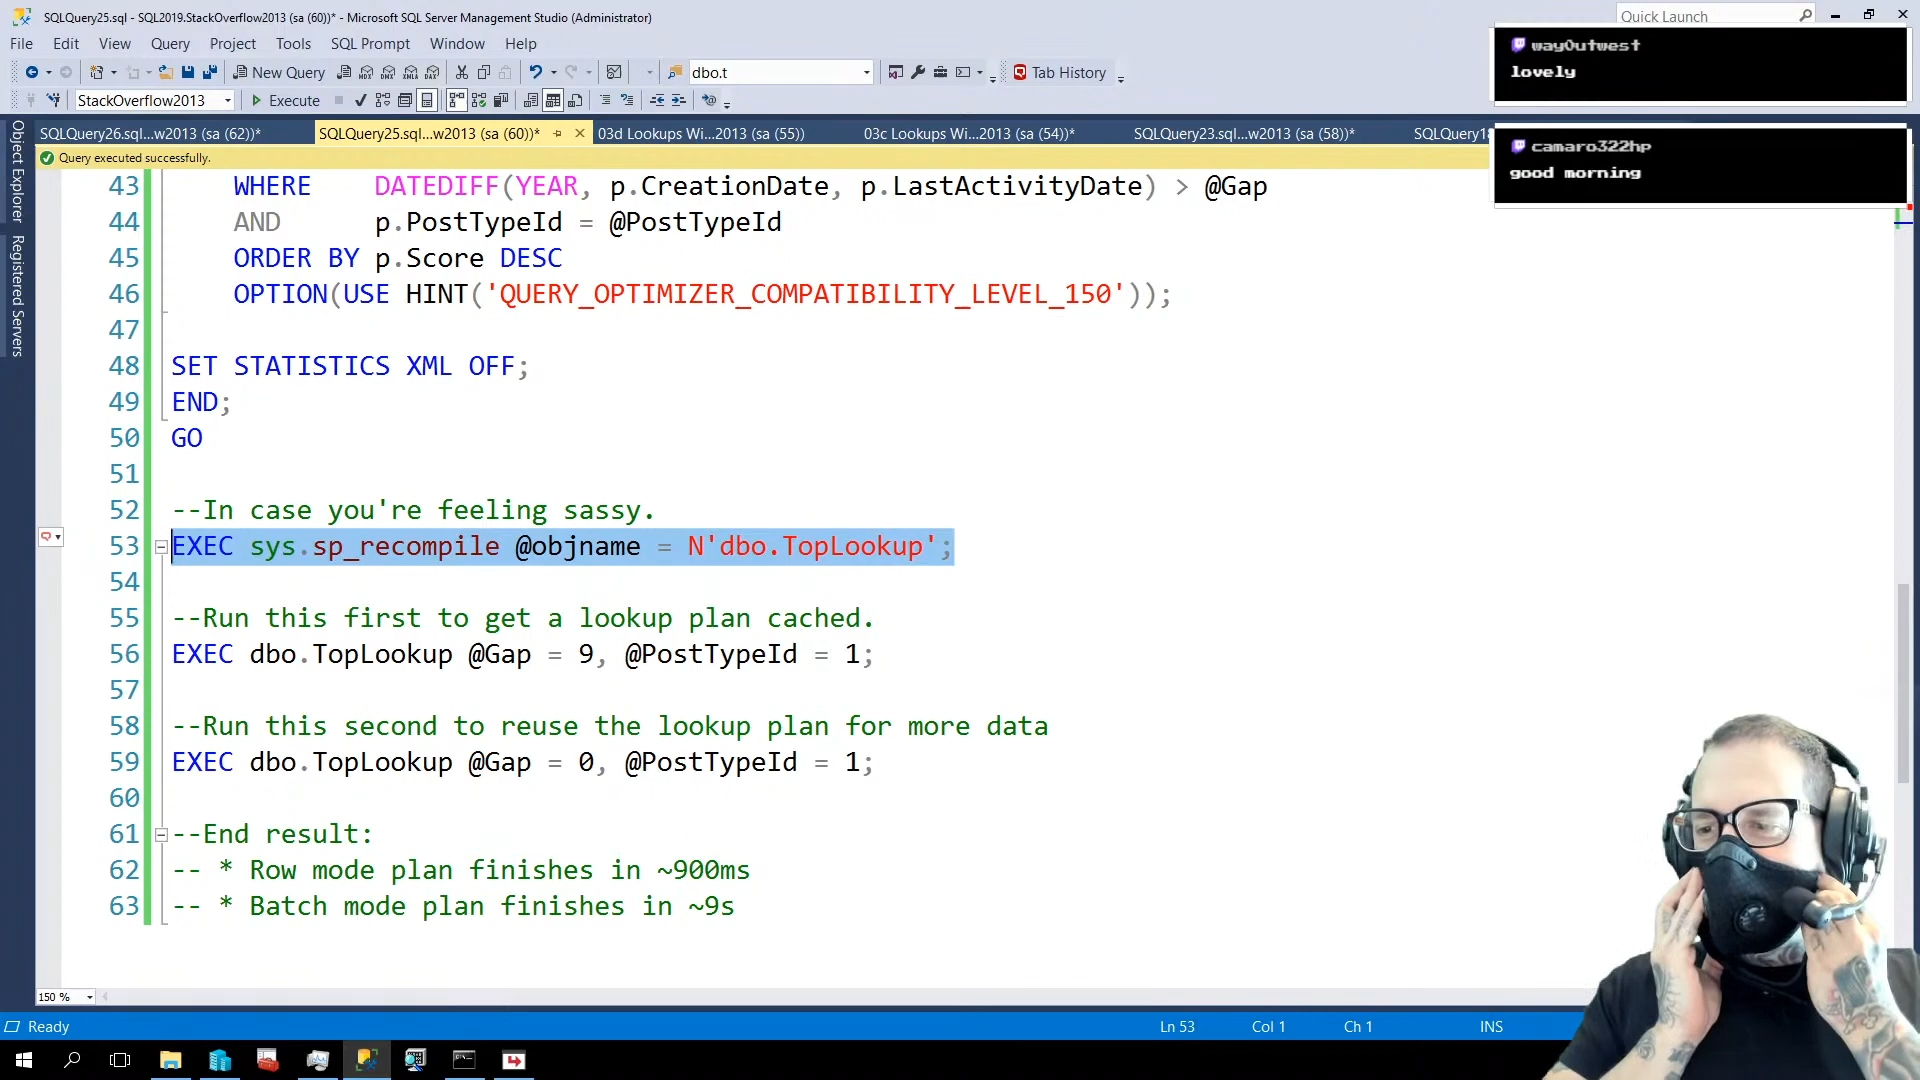 SQLQuery25.sql - SQL2019.StackOverflow2013 (sa (60))* - Microsoft SQL Server Management Studio (Administrator)
Quick Launch
File Edit View Query Project Tools SQL Prompt Window Help
New Query dbo.t Tab History
StackOverflow2013 Execute
SQLQuery26.sql...w2013 (sa (62))* SQLQuery25.sql...w2013 (sa (60))* 03d Lookups Wi...2013 (sa (55)) 03c Lookups Wi...2013 (sa (54))* SQLQuery23.sql...w2013 (sa (58))* SQLQuery18
Query executed successfully.
Object Explorer
Registered Servers
way0utwest
lovely
camaro322hp
good morning
43 WHERE DATEDIFF(YEAR, p.CreationDate, p.LastActivityDate) > @Gap
44 AND p.PostTypeId = @PostTypeId
45 ORDER BY p.Score DESC
46 OPTION(USE HINT('QUERY_OPTIMIZER_COMPATIBILITY_LEVEL_150'));
47
48 SET STATISTICS XML OFF;
49 END;
50 GO
51
52 --In case you're feeling sassy.
53 EXEC sys.sp_recompile @objname = N'dbo.TopLookup';
54
55 --Run this first to get a lookup plan cached.
56 EXEC dbo.TopLookup @Gap = 9, @PostTypeId = 1;
57
58 --Run this second to reuse the lookup plan for more data
59 EXEC dbo.TopLookup @Gap = 0, @PostTypeId = 1;
60
61 --End result:
62 -- * Row mode plan finishes in ~900ms
63 -- * Batch mode plan finishes in ~9s
150 %
Ready Ln 53 Col 1 Ch 1 INS